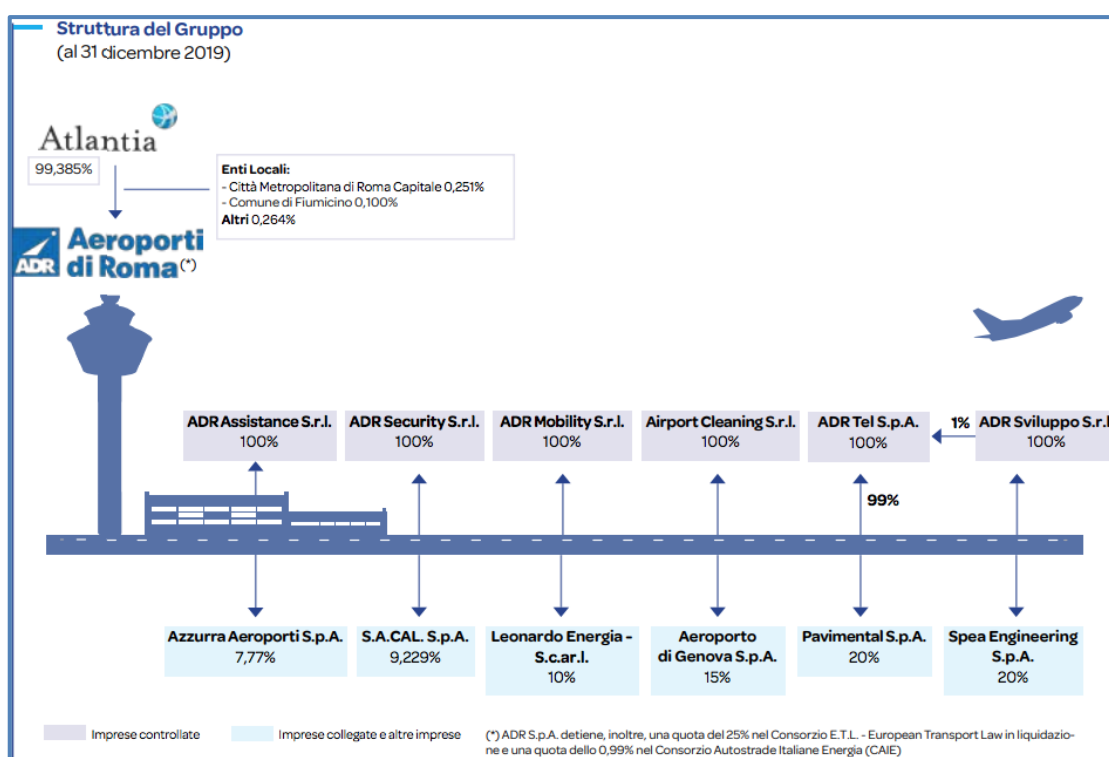 Struttura del Gruppo
(al 31 dicembre 2019)
Atlantia
99,385%
Enti Locali:
- Città Metropolitana di Roma Capitale 0,251%
- Comune di Fiumicino 0,100%
Altri 0,264%
ADR Aeroporti
di Roma(*)
ADR Assistance S.r.l.
100%
ADR Security S.r.l.
100%
ADR Mobility S.r.l.
100%
Airport Cleaning S.r.l.
100%
ADR Tel S.p.A.
100%
1%
ADR Sviluppo S.r.l
100%
99%
Azzurra Aeroporti S.p.A.
7,77%
S.A.CAL. S.p.A.
9,229%
Leonardo Energia -
S.c.ar.l.
10%
Aeroporto
di Genova S.p.A.
15%
Pavimental S.p.A.
20%
Spea Engineering
S.p.A.
20%
Imprese controllate
Imprese collegate e altre imprese
(*) ADR S.p.A. detiene, inoltre, una quota del 25% nel Consorzio E.T.L. - European Transport Law in liquidazio-
ne e una quota dello 0,99% nel Consorzio Autostrade Italiane Energia (CAIE)